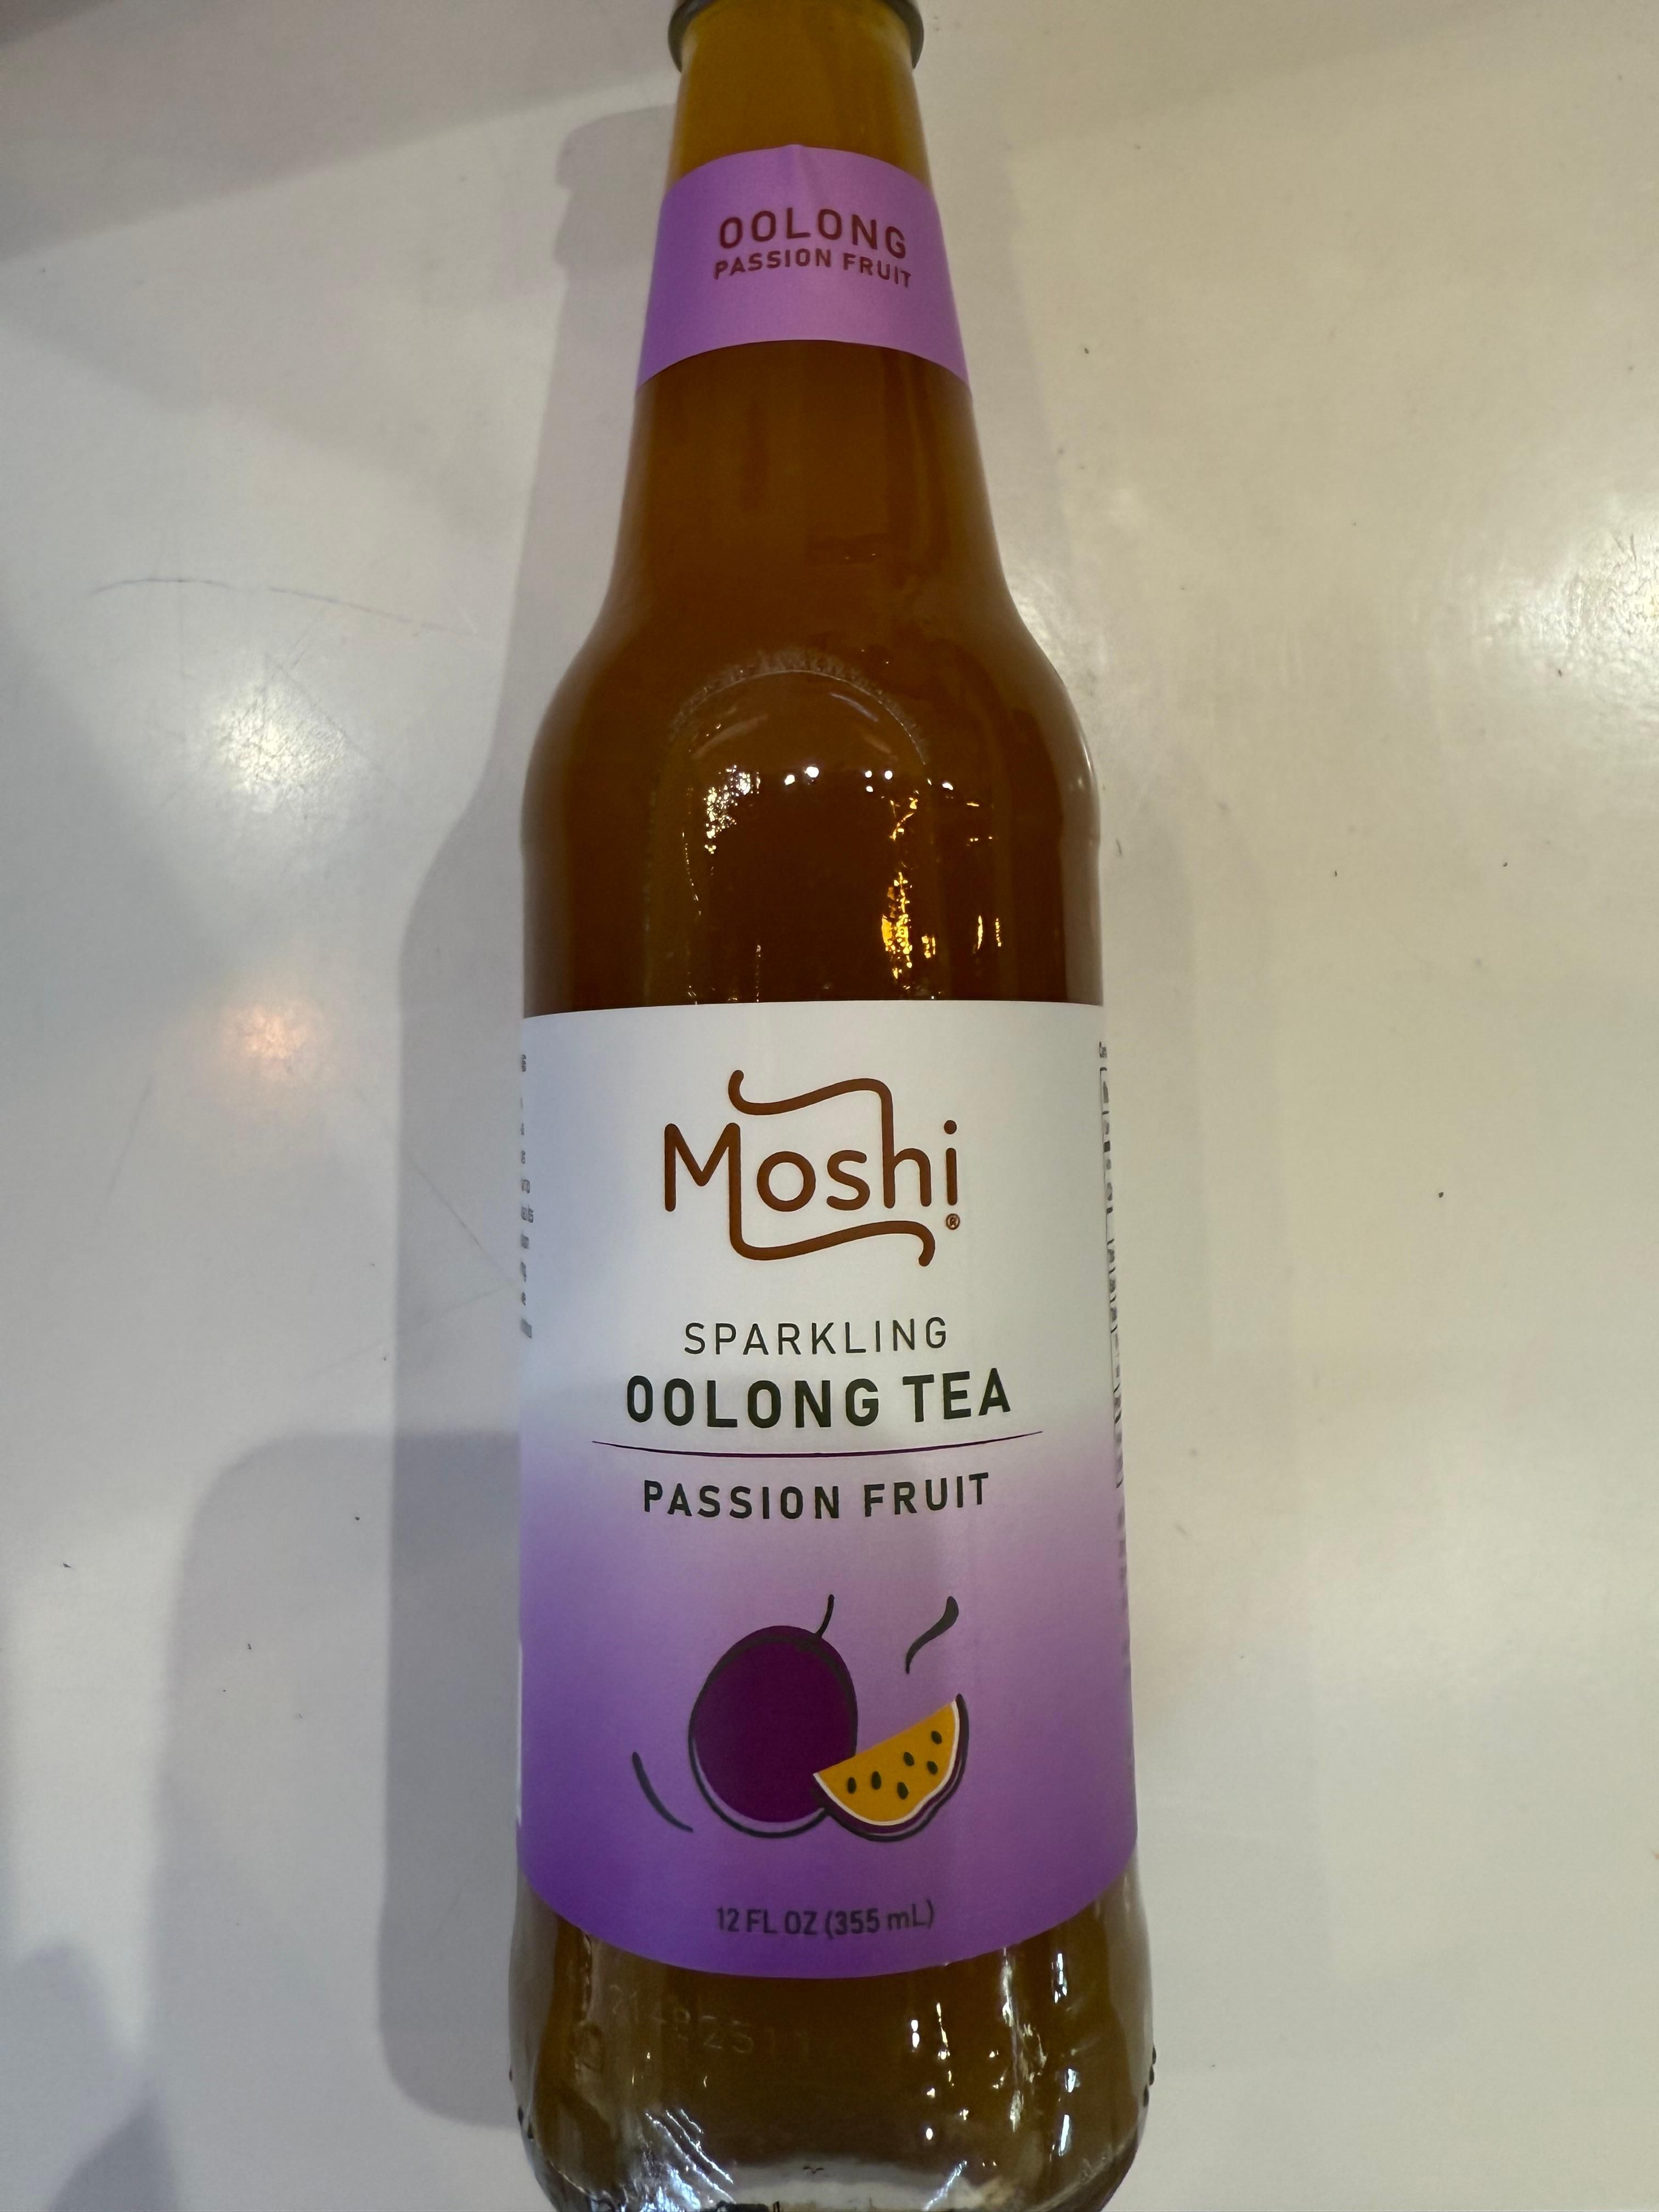 OOLONG
PASSION FRUIT
Moshi®
SPARKLING
OOLONG TEA
PASSION FRUIT
12 FL OZ (355 mL)